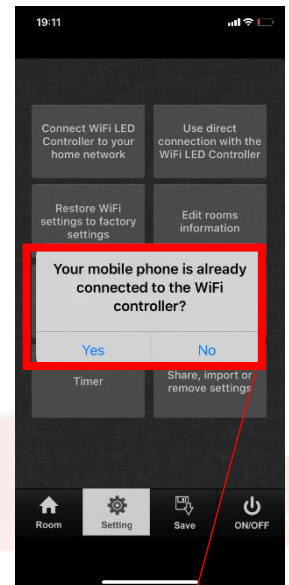 19:11
Connect WiFi LED
Controller to your
home network
Use direct
connection with the
WiFi LED Controller
Restore WiFi
settings to factory
settings
Edit rooms
information
Your mobile phone is already
connected to the WiFi
controller?
Yes
No
Timer
Share, import or
remove settings
Room
Setting
Save
ON/OFF